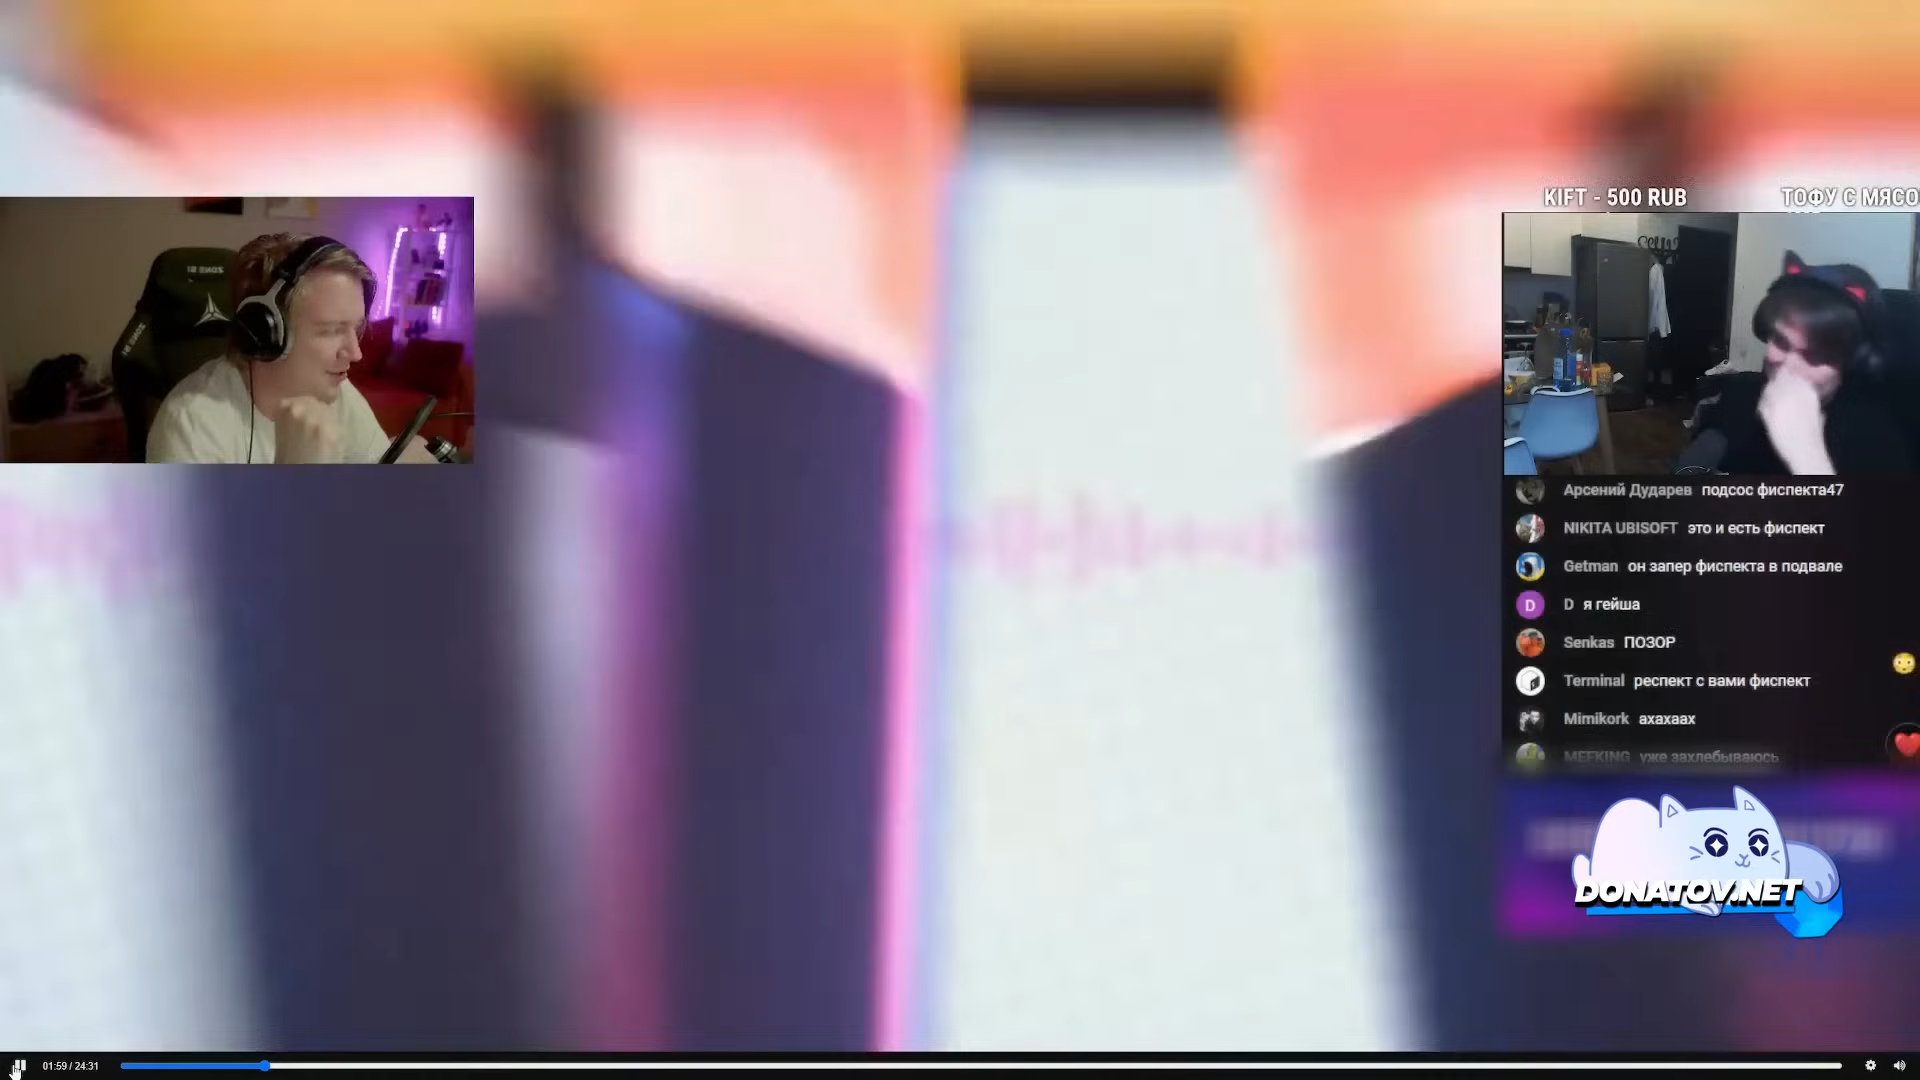 KIFT - 500 RUB
ТОФУ С МЯСО
Арсений Дударев подсос фиспекта47
NIKITA UBISOFT это и есть фиспект
Getman он запер фиспекта в подвале
D
D я гейша
Senkas ПОЗОР
Terminal респект с вами фиспект
Mimikork ахахаах
MEFKING уже захлебываюсь
DONATOV.NET
01:59 / 24:31